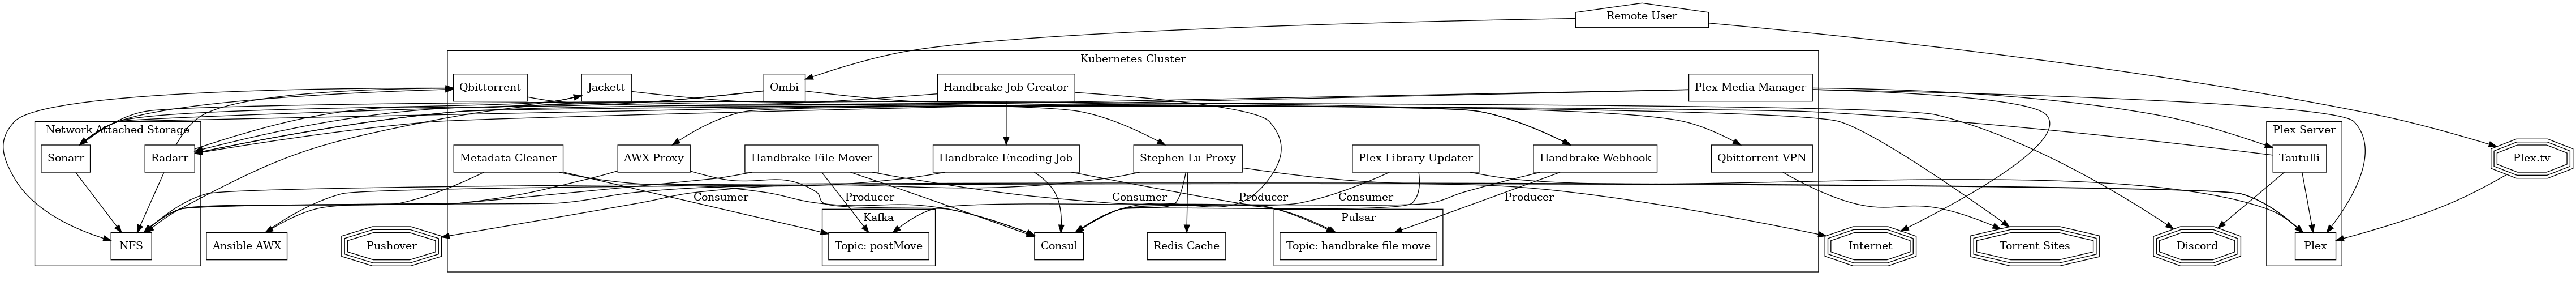 Remote User
Kubernetes Cluster
Qbittorrent
Jackett
Ombi
Handbrake Job Creator
Plex Media Manager
Network Attached Storage
Plex Server
Sonarr
Radarr
Metadata Cleaner
AWX Proxy
Handbrake File Mover
Handbrake Encoding Job
Stephen Lu Proxy
Plex Library Updater
Handbrake Webhook
Qbittorrent VPN
Tautulli
Plex.tv
Consumer
Producer
Consumer
Producer
Consumer
Producer
Kafka
Pulsar
NFS
Ansible AWX
Pushover
Topic: postMove
Consul
Redis Cache
Topic: handbrake-file-move
Internet
Torrent Sites
Discord
Plex